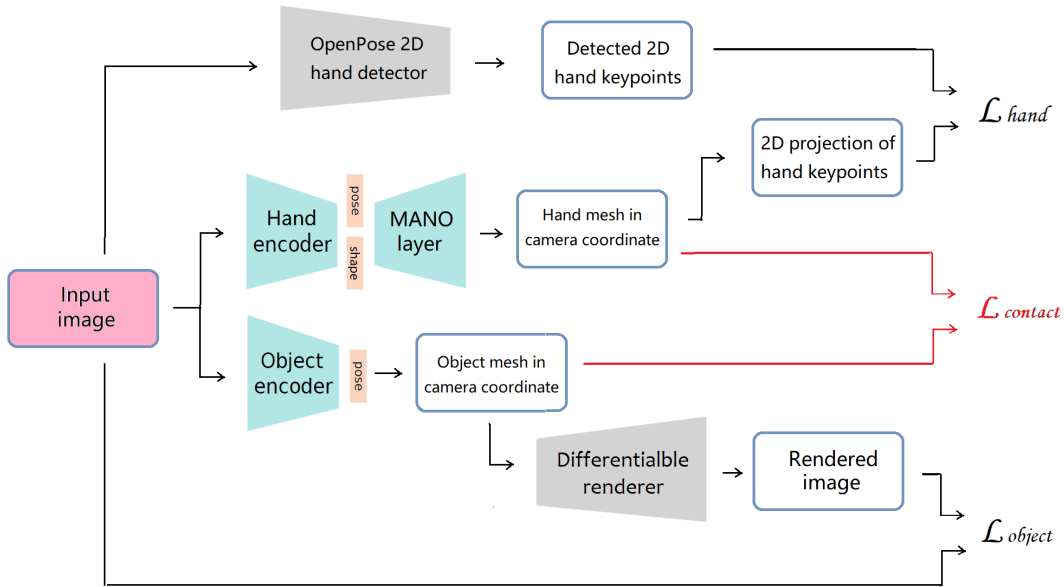 OpenPose 2D
hand detector
Detected 2D
hand keypoints
ℒ hand
2D projection of
hand keypoints
Hand
encoder
pose
shape
MANO
layer
Hand mesh in
camera coordinate
Input
image
ℒ contact
Object
encoder
pose
Object mesh in
camera coordinate
Differentialble
renderer
Rendered
image
ℒ object